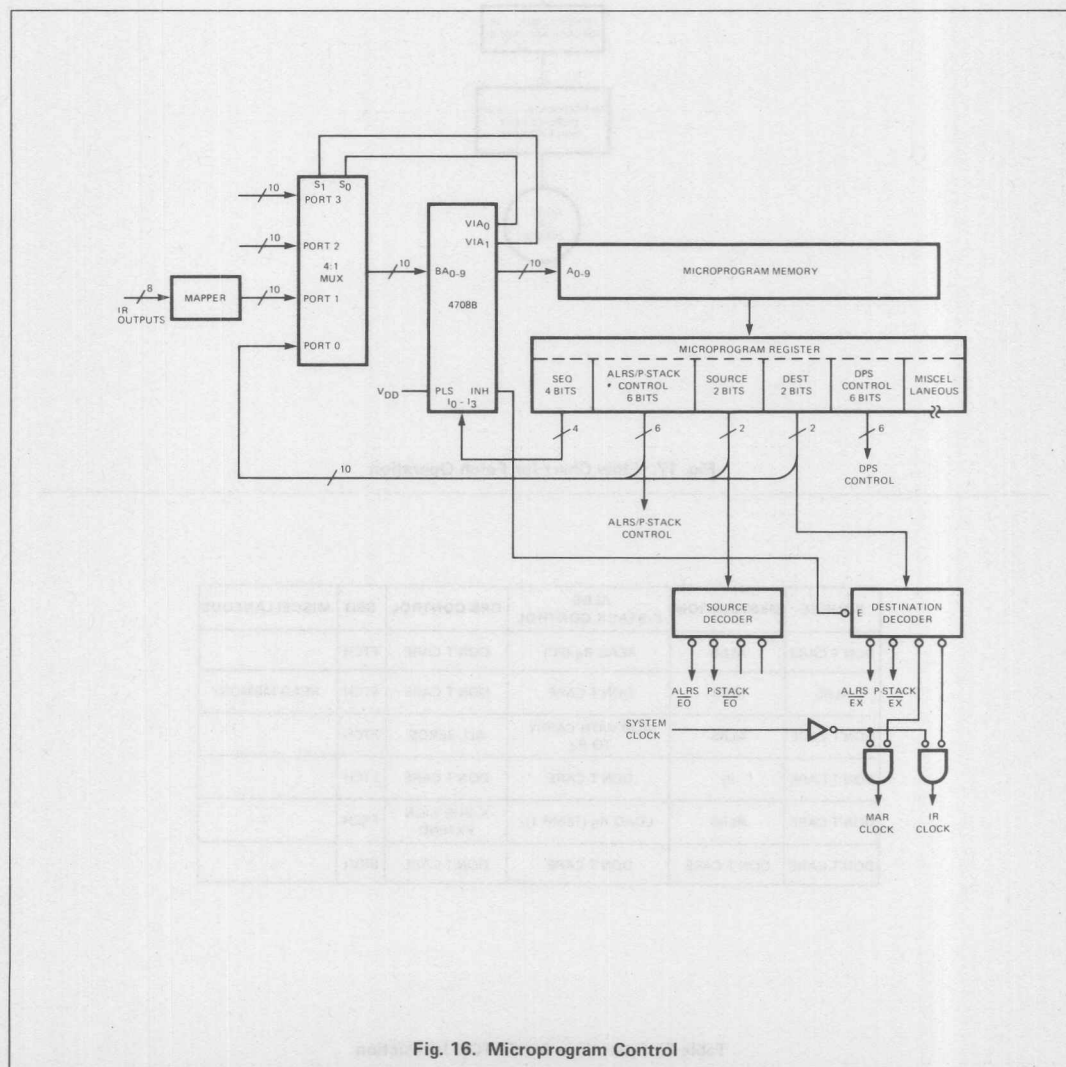 S1 S0
10
PORT 3
10
PORT 2
4:1
MUX
8
IR
OUTPUTS
MAPPER
10
PORT 1
PORT 0
10
VIA0
VIA1
BA0-9
4708B
VDD
PLS INH
I0 - I3
10
A0-9
MICROPROGRAM MEMORY
MICROPROGRAM REGISTER
SEQ
4 BITS
ALRS/P-STACK
CONTROL
6 BITS
SOURCE
2 BITS
DEST
2 BITS
DPS
CONTROL
6 BITS
MISCEL
LANEOUS
4
6
2
2
6
10
DPS
CONTROL
ALRS/P-STACK
CONTROL
SOURCE
DECODER
E
DESTINATION
DECODER
ALRS
EO
P-STACK
EO
ALRS
EX
P-STACK
EX
SYSTEM
CLOCK
MAR
CLOCK
IR
CLOCK
Fig. 16. Microprogram Control